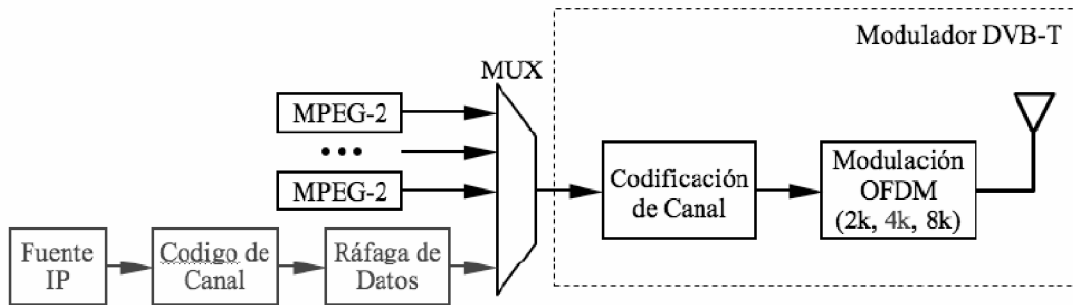 Modulador DVB-T
MUX
MPEG-2
MPEG-2
Codificación
de Canal
Modulación
OFDM
(2k, 4k, 8k)
Fuente
IP
Codigo de
Canal
Ráfaga de
Datos